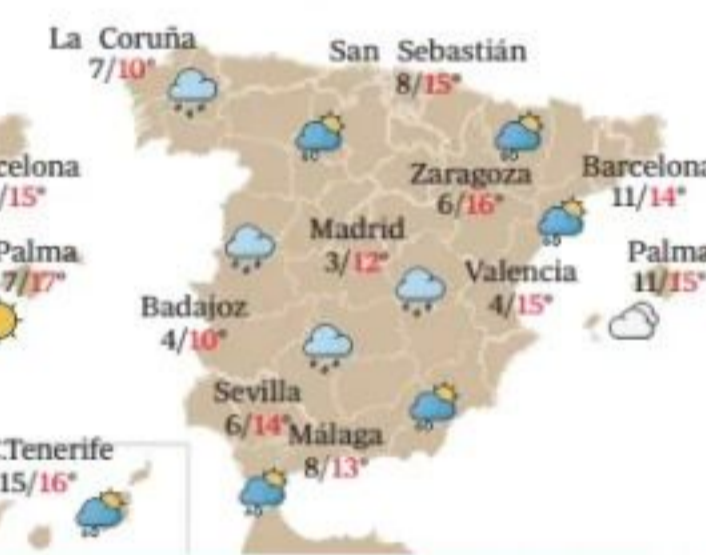 La Coruña
7/10°
San Sebastián
8/15°
celona
/15°
Zaragoza
6/16°
Barcelona
11/14°
Madrid
3/12°
Palma
7/17°
Palma
11/15°
Valencia
4/15°
Badajoz
4/10°
Sevilla
6/14°
Málaga
8/13°
.Tenerife
15/16°